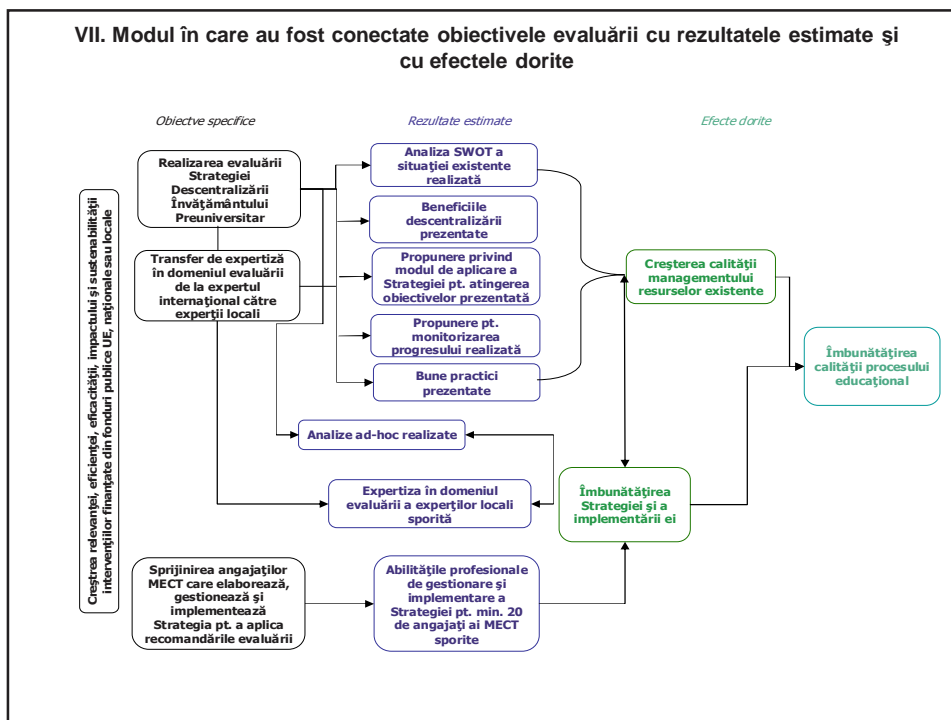 VII. Modul în care au fost conectate obiectivele evaluării cu rezultatele estimate şi
cu efectele dorite
Obiectve specifice
Rezultate estimate
Efecte dorite
Creştrea relevanţei, eficienţei, eficacităţii, impactului şi sustenabilităţii
intervenţiilor finanţate din fonduri publice UE, naţionale sau locale
Realizarea evaluării
Strategiei
Descentralizării
Învăţământului
Preuniversitar
Transfer de expertiză
în domeniul evaluării
de la expertul
internaţional către
experţii locali
Sprijinirea angajaţilor
MECT care elaborează,
gestionează şi
implementează
Strategia pt. a aplica
recomandările evaluării
Analiza SWOT a
situaţiei existente
realizată
Beneficiile
descentralizării
prezentate
Propunere privind
modul de aplicare a
Strategiei pt. atingerea
obiectivelor prezentată
Propunere pt.
monitorizarea
progresului realizată
Bune practici
prezentate
Analize ad-hoc realizate
Expertiza în domeniul
evaluării a experţilor locali
sporită
Abilităţile profesionale
de gestionare şi
implementare a
Strategiei pt. min. 20
de angajaţi ai MECT
sporite
Creşterea calităţii
managementului
resurselor existente
Îmbunătăţirea
Strategiei şi a
implementării ei
Îmbunătăţirea
calităţii procesului
educaţional